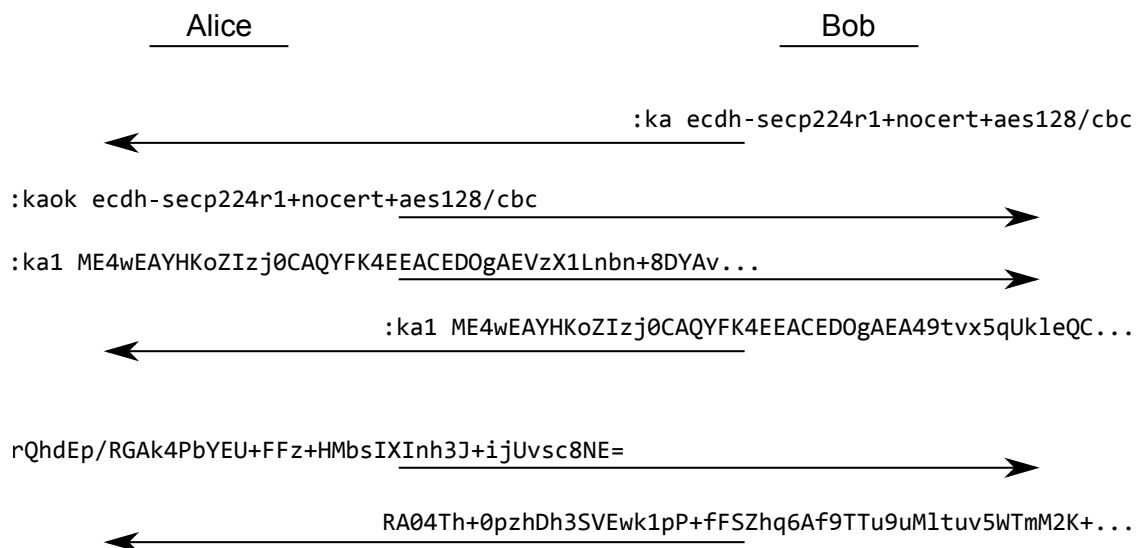 Alice
Bob
:ka ecdh-secp224r1+nocert+aes128/cbc
:kaok ecdh-secp224r1+nocert+aes128/cbc
:ka1 ME4wEAYHKoZIzj0CAQYFK4EEACEDOgAEVzX1Lnbn+8DYAv...
:ka1 ME4wEAYHKoZIzj0CAQYFK4EEACEDOgAEA49tvx5qUkleQC...
rQhdEp/RGAk4PbYEU+FFz+HMbsIXInh3J+ijUvsc8NE=
RA04Th+0pzhDh3SVEwk1pP+fFSZhq6Af9TTu9uMltuv5WTmM2K+...